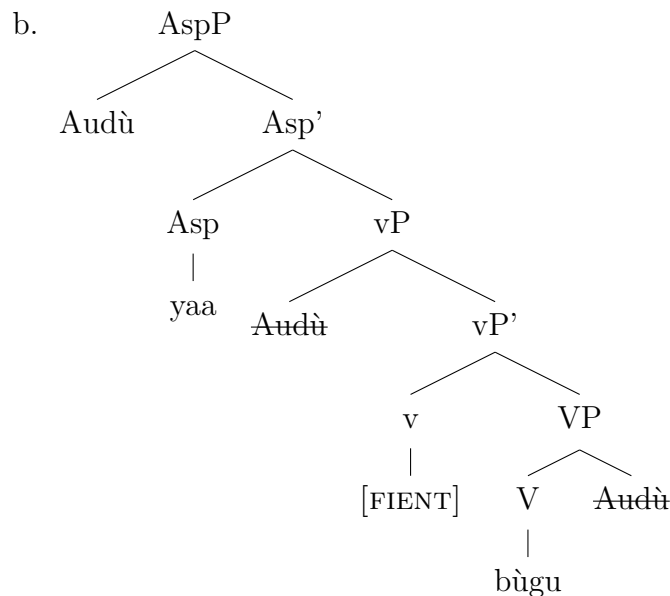 b. AspP
Audù Asp'
Asp vP
yaa Audù vP'
v VP
[FIENT] V Audù
bùgu